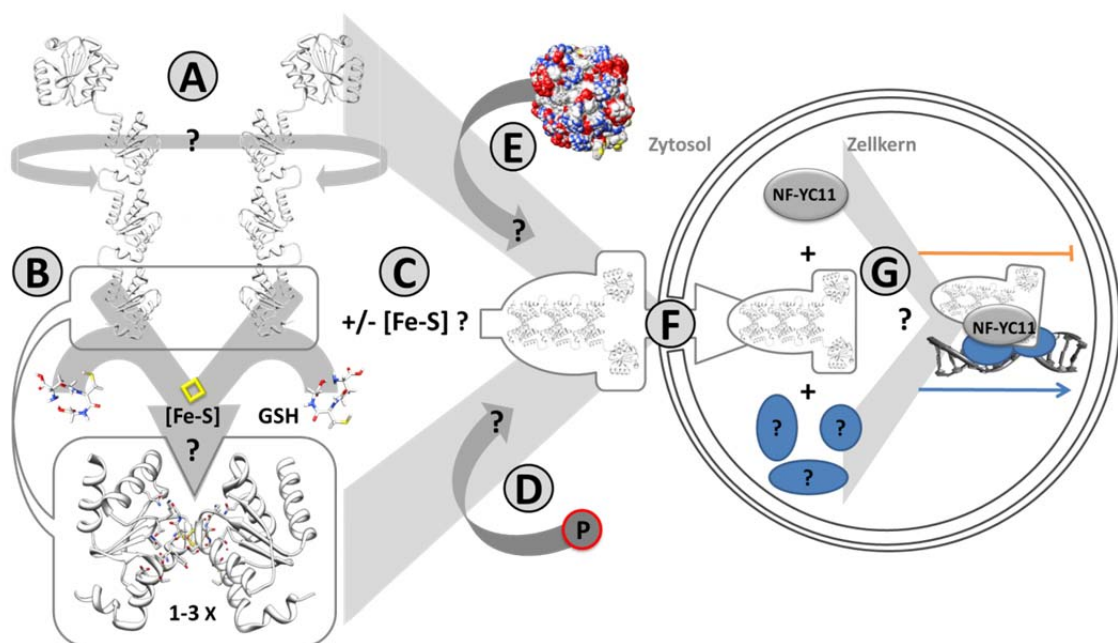 A
?
B
[Fe-S]
GSH
?
1-3 X
C
+/- [Fe-S] ?
E
?
?
D
P
F
Zytosol
Zellkern
NF-YC11
+
G
?
+
?
?
?
NF-YC11